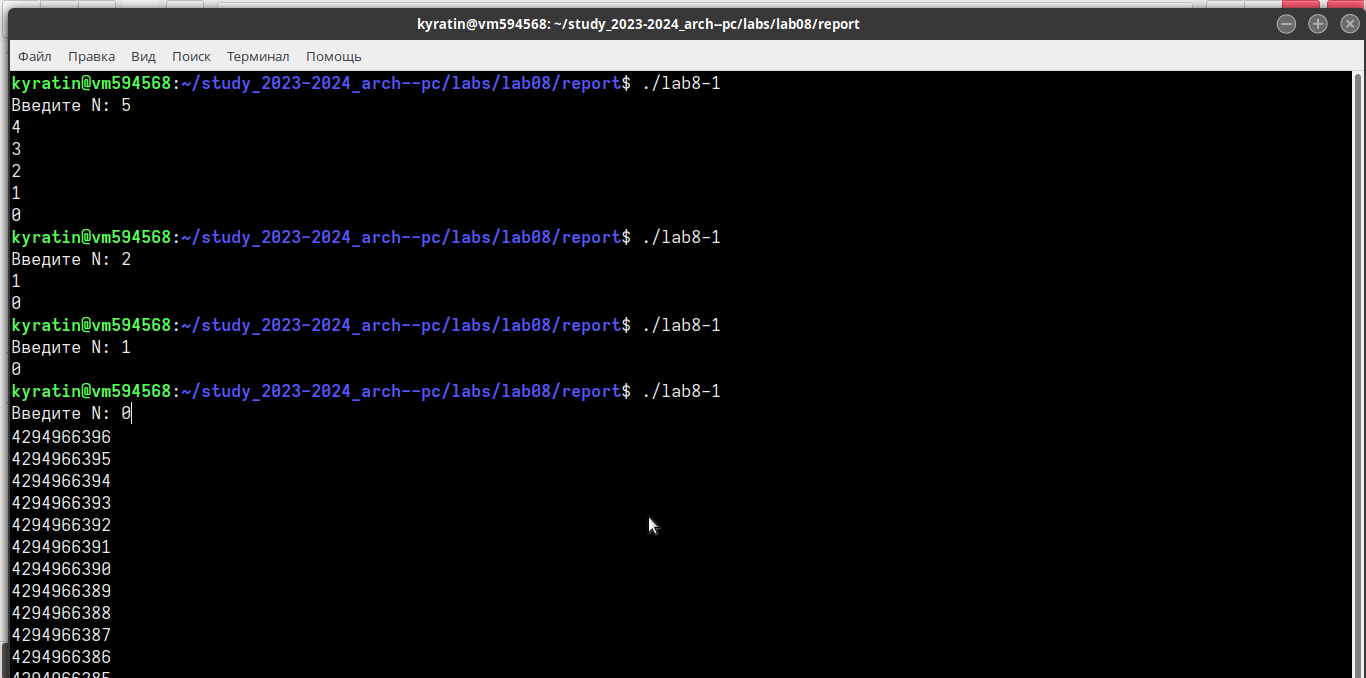 kyratin@vm594568: ~/study_2023-2024_arch--pc/labs/lab08/report
Файл Правка Вид Поиск Терминал Помощь
kyratin@vm594568:~/study_2023-2024_arch--pc/labs/lab08/report$ ./lab8-1
Введите N: 5
4
3
2
1
0
kyratin@vm594568:~/study_2023-2024_arch--pc/labs/lab08/report$ ./lab8-1
Введите N: 2
1
0
kyratin@vm594568:~/study_2023-2024_arch--pc/labs/lab08/report$ ./lab8-1
Введите N: 1
0
kyratin@vm594568:~/study_2023-2024_arch--pc/labs/lab08/report$ ./lab8-1
Введите N: 0
4294966396
4294966395
4294966394
4294966393
4294966392
4294966391
4294966390
4294966389
4294966388
4294966387
4294966386
4294966385